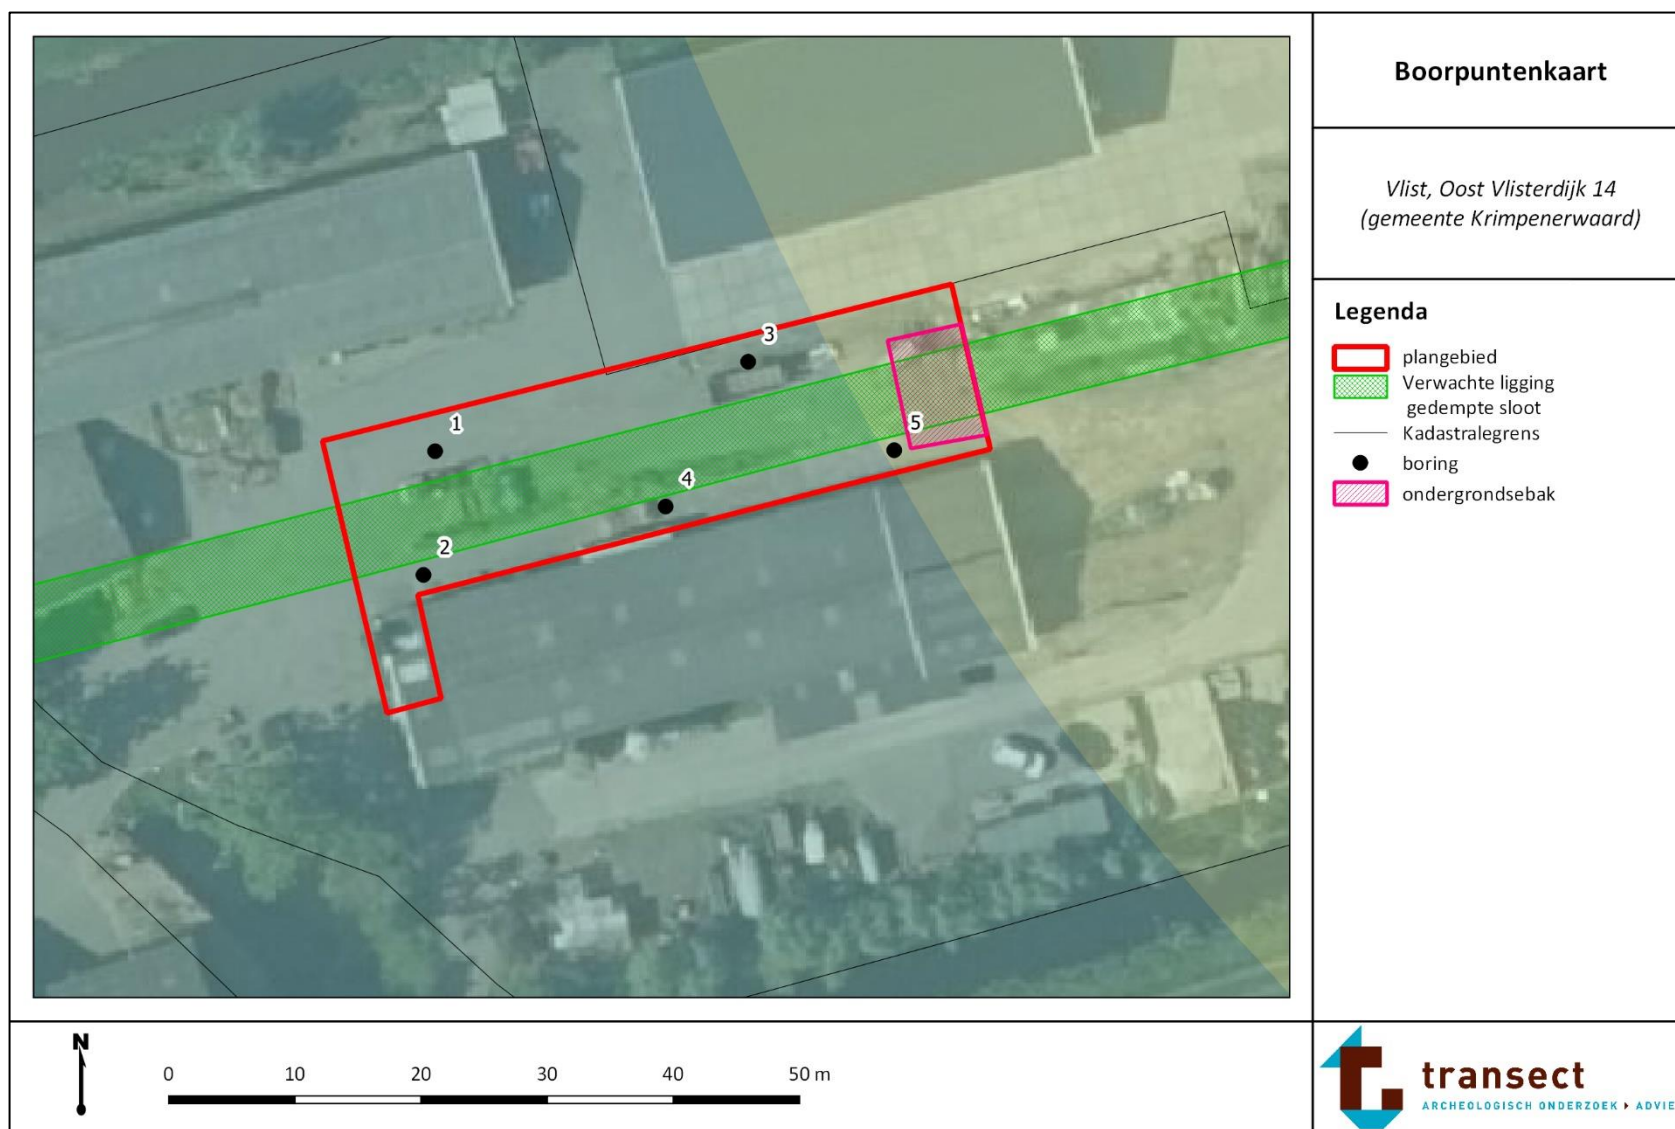 Boorpuntenkaart
Vlist, Oost Vlisterdijk 14
(gemeente Krimpenerwaard)
Legenda
plangebied
Verwachte ligging
gedempte sloot
Kadastralegrens
boring
ondergrondsebak
3
1
5
4
2
N
0 10 20 30 40 50 m
transect
ARCHEOLOGISCH ONDERZOEK ADVIE